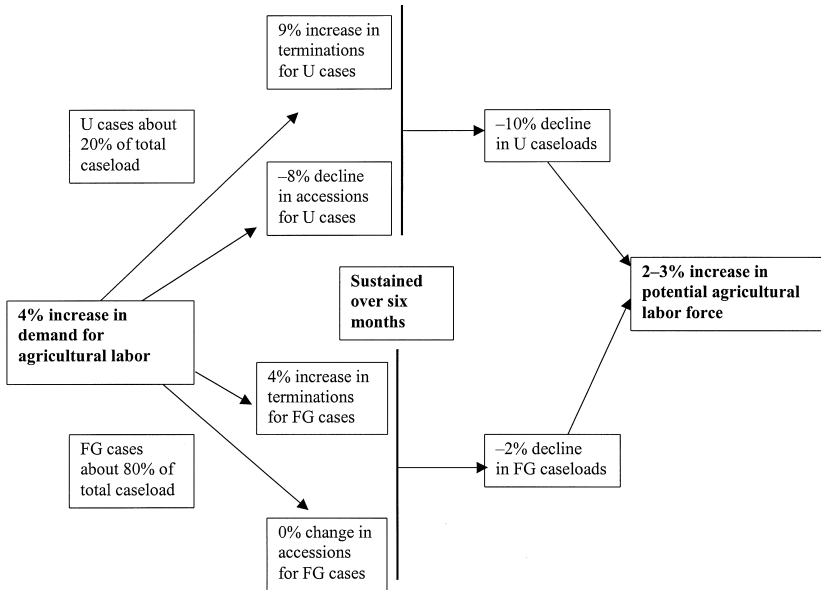 9% increase in
terminations
for U cases
U cases about
20% of total
caseload
–10% decline
in U caseloads
–8% decline
in accessions
for U cases
Sustained
over six
months
2–3% increase in
potential agricultural
labor force
4% increase in
demand for
agricultural labor
4% increase in
terminations
for FG cases
FG cases
about 80% of
total caseload
–2% decline
in FG caseloads
0% change in
accessions
for FG cases